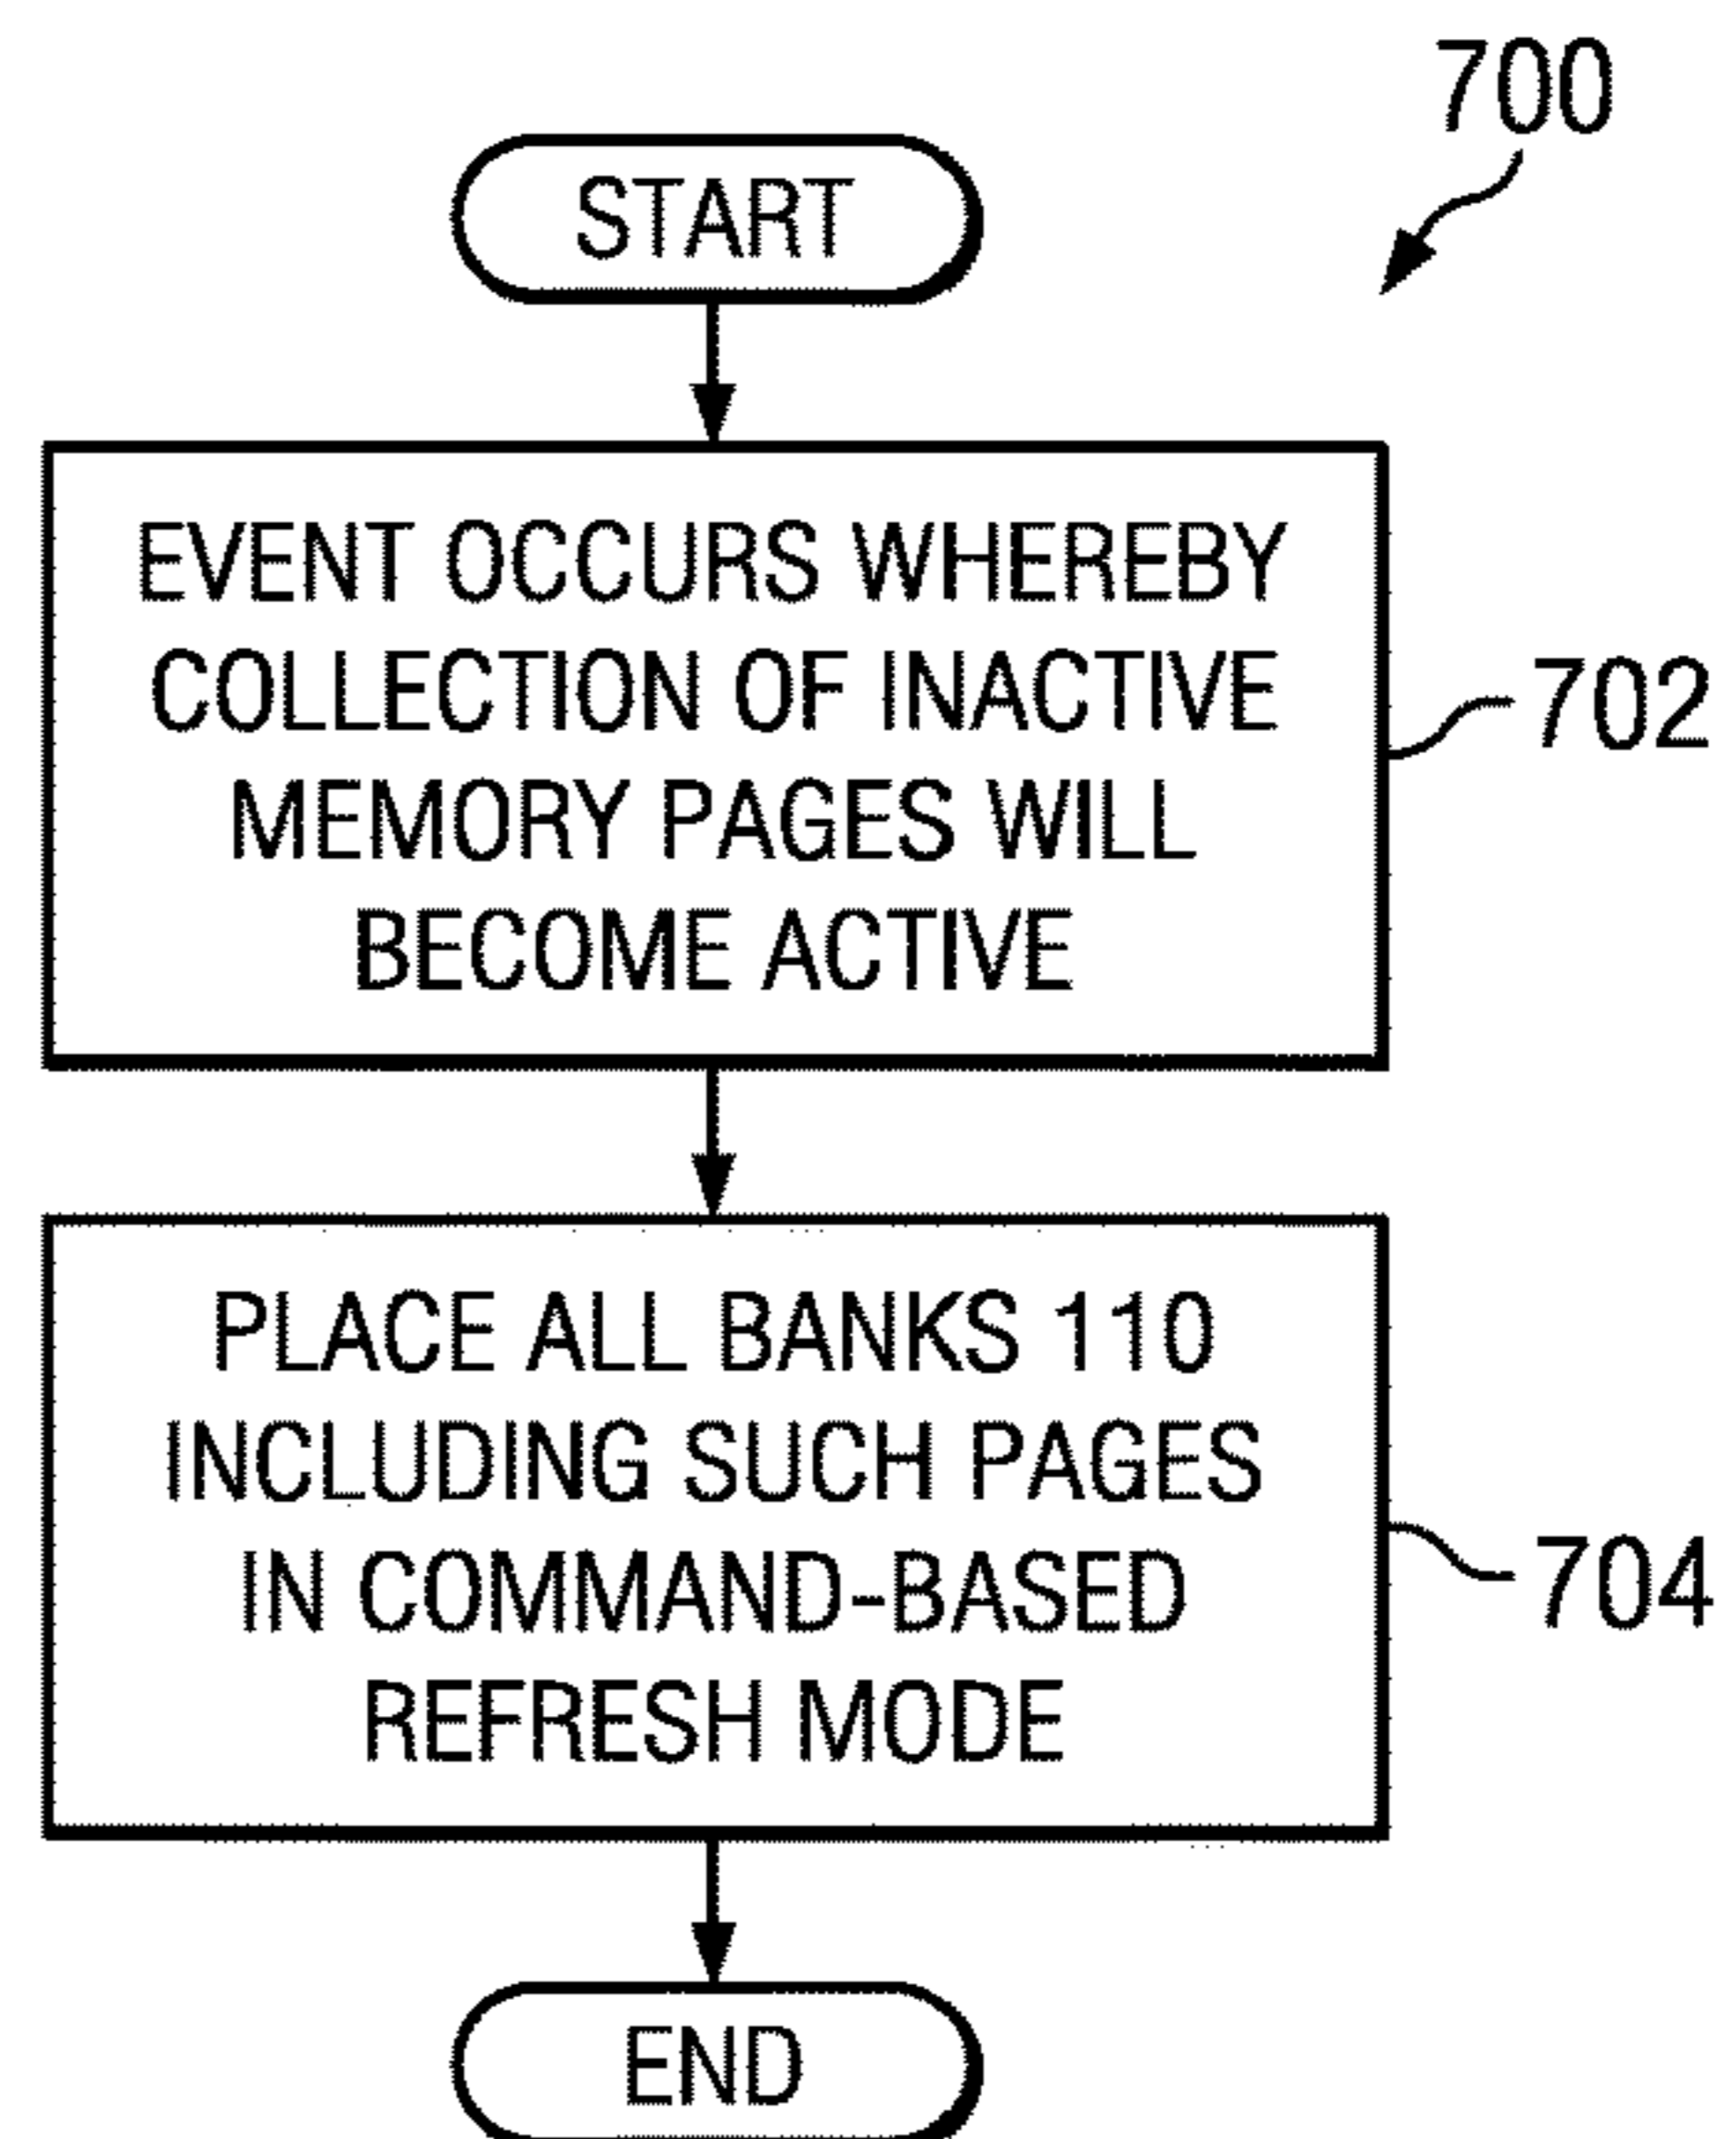 700
START
EVENT OCCURS WHEREBY
COLLECTION OF INACTIVE
MEMORY PAGES WILL
BECOME ACTIVE
702
PLACE ALL BANKS 110
INCLUDING SUCH PAGES
IN COMMAND-BASED
REFRESH MODE
704
END